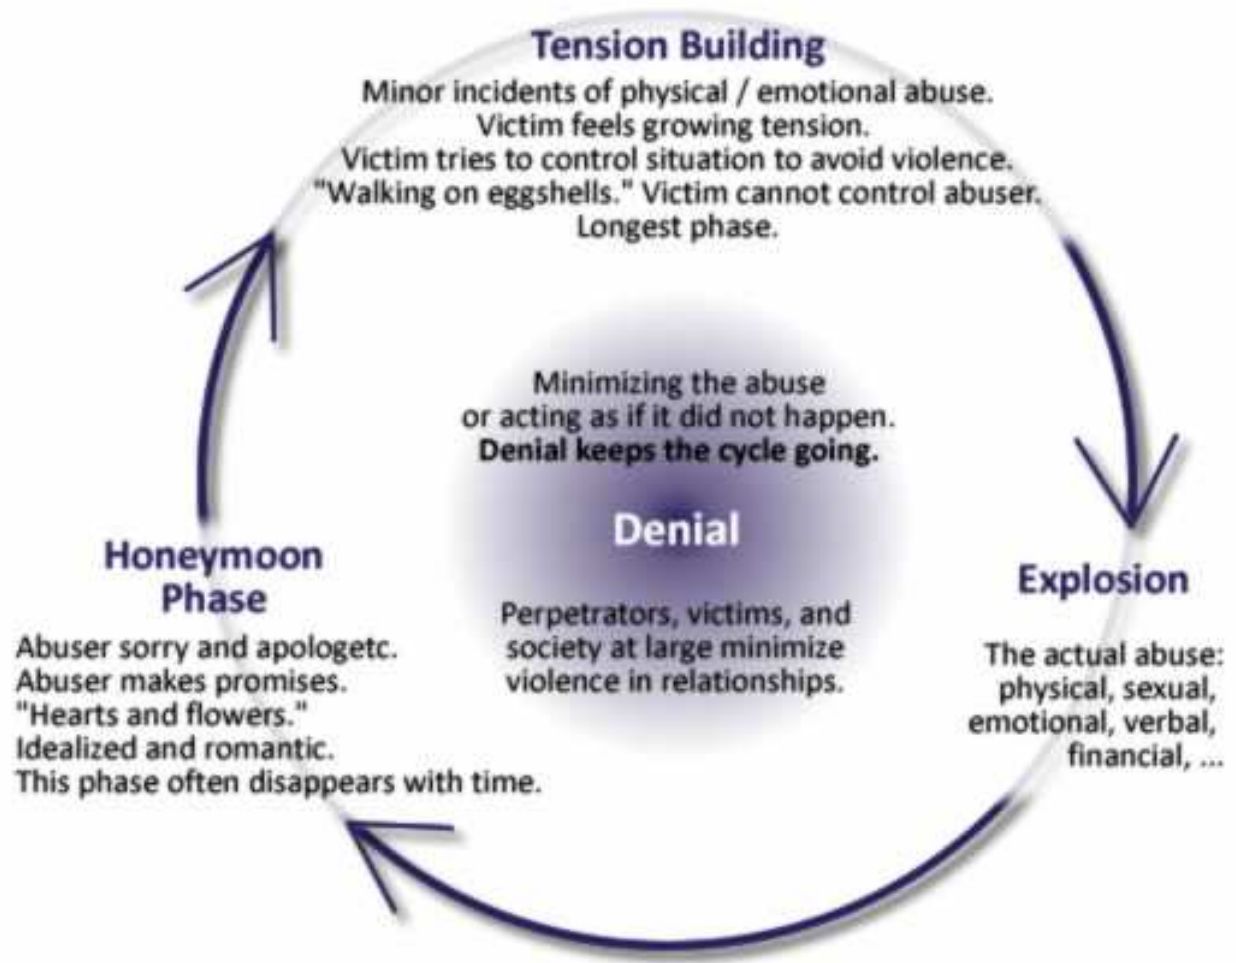 Tension Building
Minor incidents of physical / emotional abuse.
Victim feels growing tension.
Victim tries to control situation to avoid violence.
"Walking on eggshells." Victim cannot control abuser.
Longest phase.
Minimizing the abuse
or acting as if it did not happen.
Denial keeps the cycle going.
Denial
Perpetrators, victims, and
society at large minimize
violence in relationships.
Honeymoon
Phase
Abuser sorry and apologetc.
Abuser makes promises.
"Hearts and flowers."
Idealized and romantic.
This phase often disappears with time.
Explosion
The actual abuse:
physical, sexual,
emotional, verbal,
financial, ...